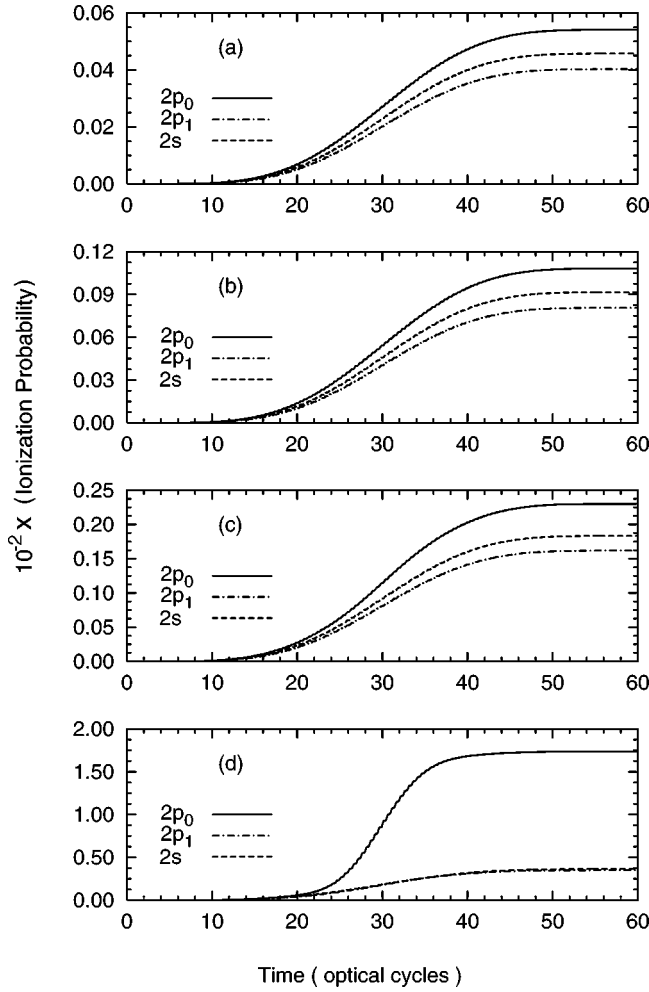 0.06
(a)
0.04
2p0
2p1
2s
0.02
0.00
0 10 20 30 40 50 60
0.12
(b)
0.09
2p0
0.06
2p1
2s
0.03
0.00
0 10 20 30 40 50 60
10-2 x ( Ionization Probability)
0.25
(c)
0.20
0.15
2p0
2p1
0.10
2s
0.05
0.00
0 10 20 30 40 50 60
2.00
(d)
1.50
2p0
1.00
2p1
2s
0.50
0.00
0 10 20 30 40 50 60
Time ( optical cycles )